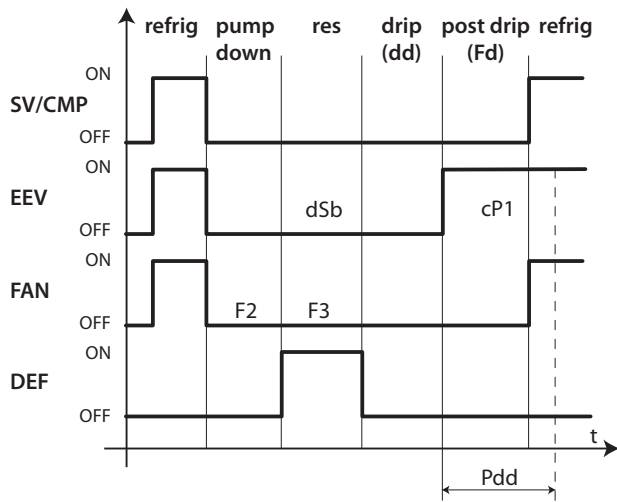 refrig pump down res drip (dd) post drip (Fd) refrig
ON
SV/CMP
OFF
ON
EEV
dSb cP1
OFF
ON
FAN
F2 F3
OFF
ON
DEF
OFF
t
Pdd